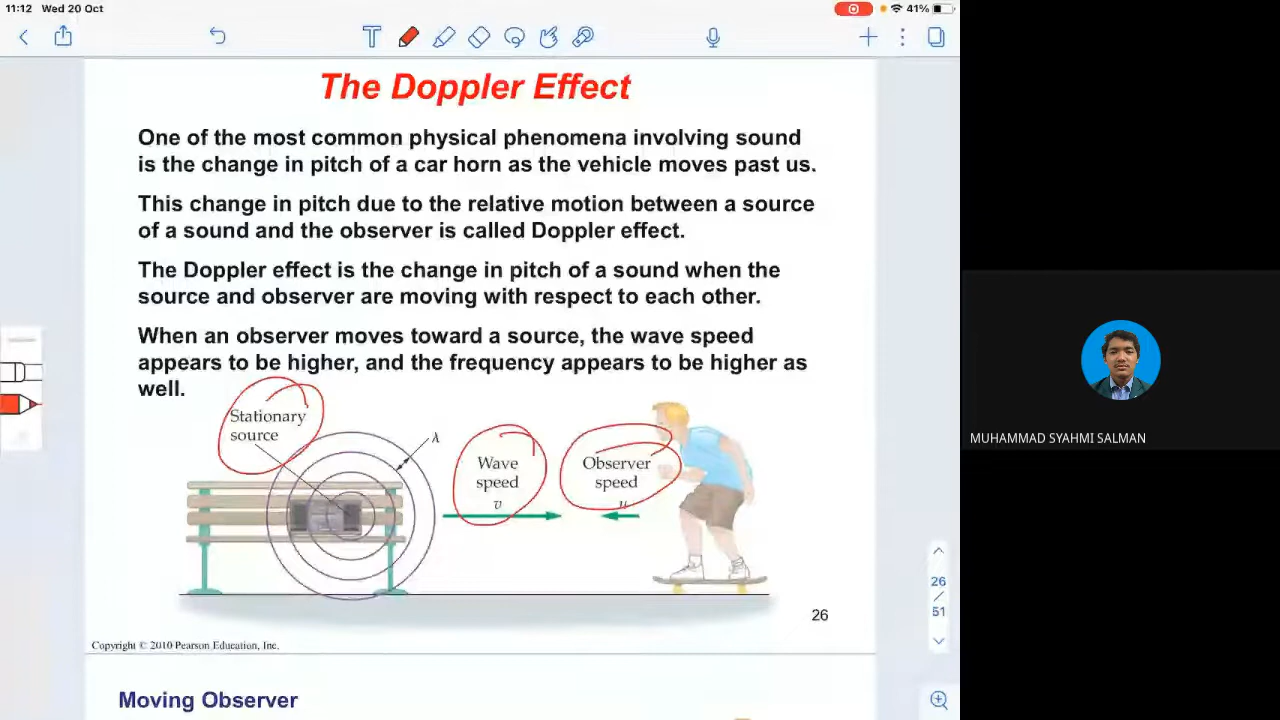 11:12 Wed 20 Oct
41%
The Doppler Effect
One of the most common physical phenomena involving sound
is the change in pitch of a car horn as the vehicle moves past us.
This change in pitch due to the relative motion between a source
of a sound and the observer is called Doppler effect.
The Doppler effect is the change in pitch of a sound when the
source and observer are moving with respect to each other.
When an observer moves toward a source, the wave speed
appears to be higher, and the frequency appears to be higher as
well.
Stationary
source
λ
Wave
speed
v
Observer
speed
u
26
Copyright © 2010 Pearson Education, Inc.
Moving Observer
26
/
51
MUHAMMAD SYAHMI SALMAN